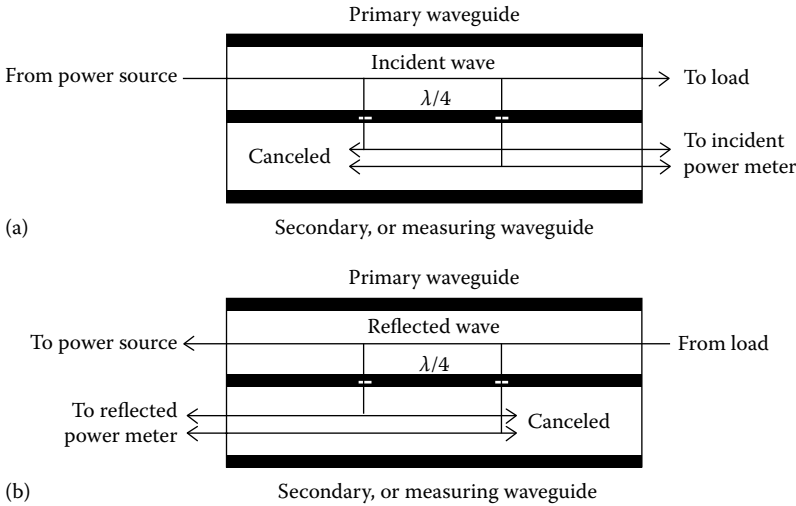 Primary waveguide
Incident wave
From power source
To load
λ/4
Canceled
To incident
power meter
(a)
Secondary, or measuring waveguide
Primary waveguide
Reflected wave
To power source
From load
λ/4
To reflected
power meter
Canceled
(b)
Secondary, or measuring waveguide